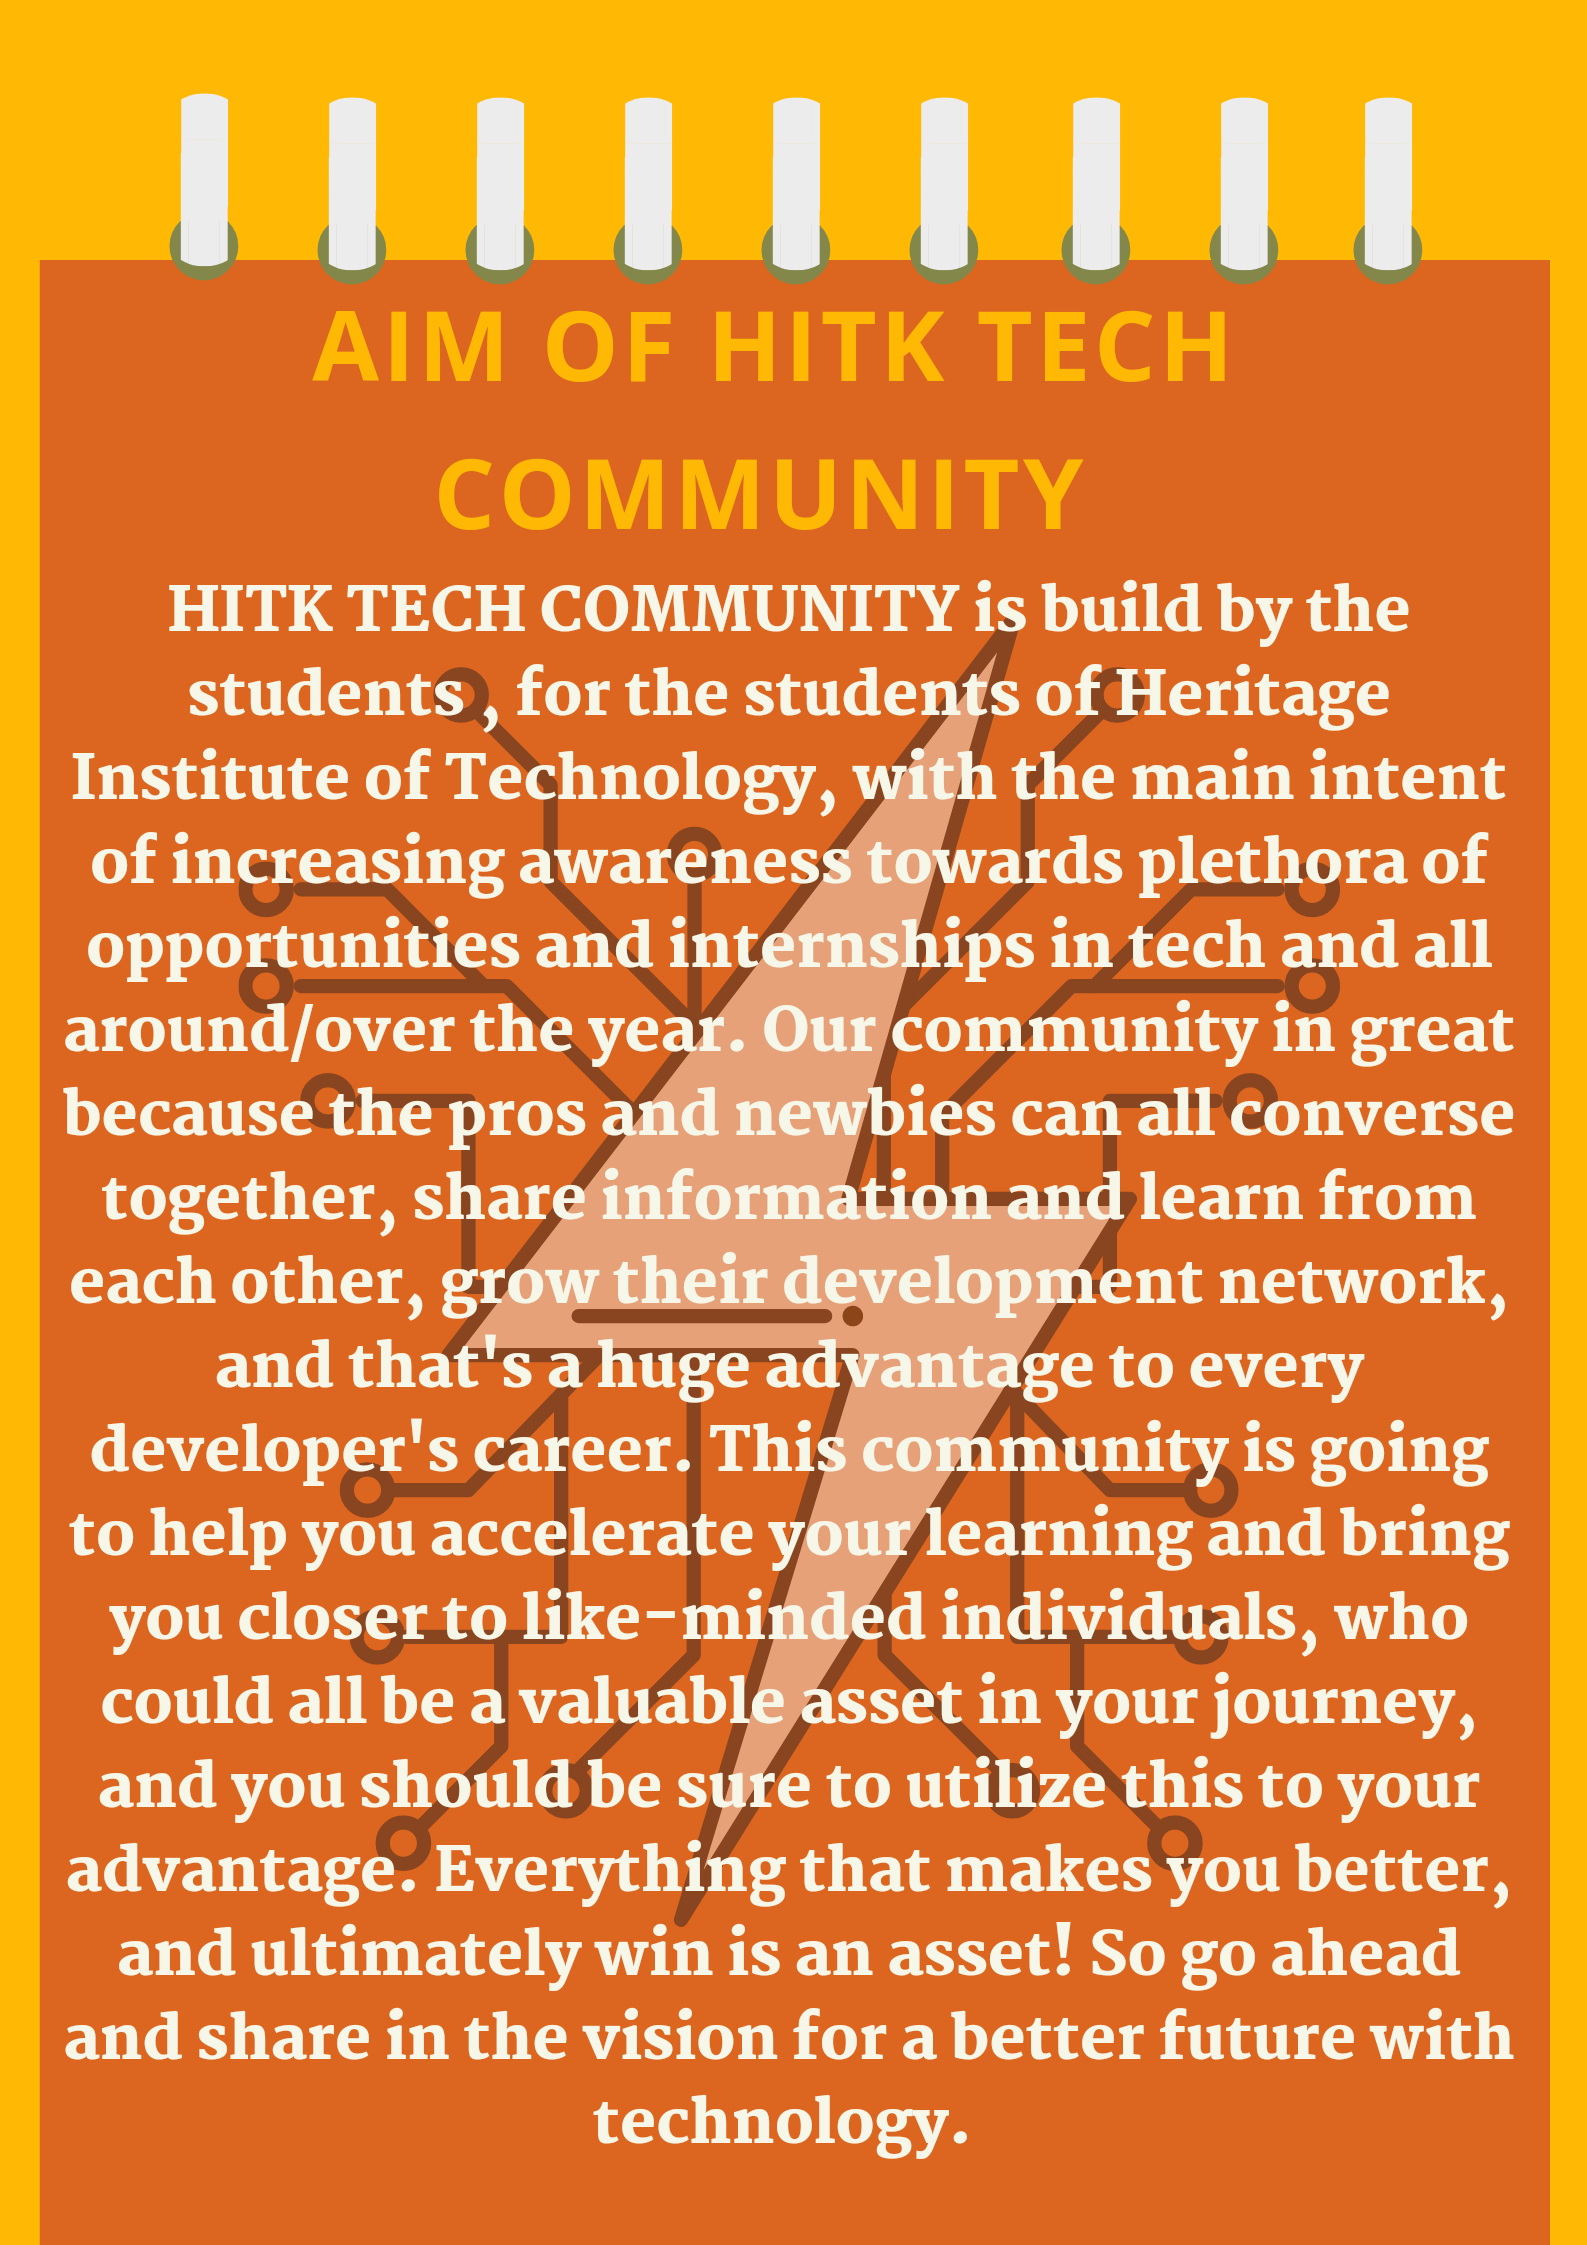 AIM OF HITK TECH
COMMUNITY
HITK TECH COMMUNITY is build by the
students , for the students of Heritage
Institute of Technology, with the main intent
of increasing awareness towards plethora of
opportunities and internships in tech and all
around/over the year. Our community in great
because the pros and newbies can all converse
together, share information and learn from
each other, grow their development network,
and that's a huge advantage to every
developer's career. This community is going
to help you accelerate your learning and bring
you closer to like-minded individuals, who
could all be a valuable asset in your journey,
and you should be sure to utilize this to your
advantage. Everything that makes you better,
and ultimately win is an asset! So go ahead
and share in the vision for a better future with
technology.